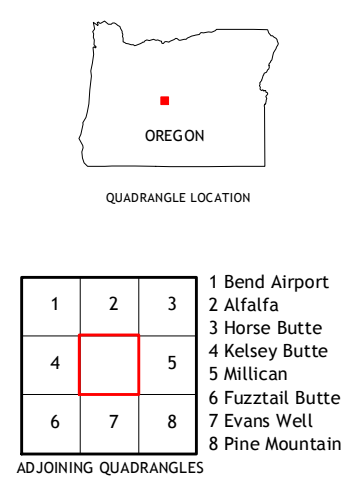 OREGON
QUADRANGLE LOCATION
1 2 3
4 5
6 7 8
1 Bend Airport
2 Alfalfa
3 Horse Butte
4 Kelsey Butte
5 Millican
6 Fuzztail Butte
7 Evans Well
8 Pine Mountain
ADJOINING QUADRANGLES